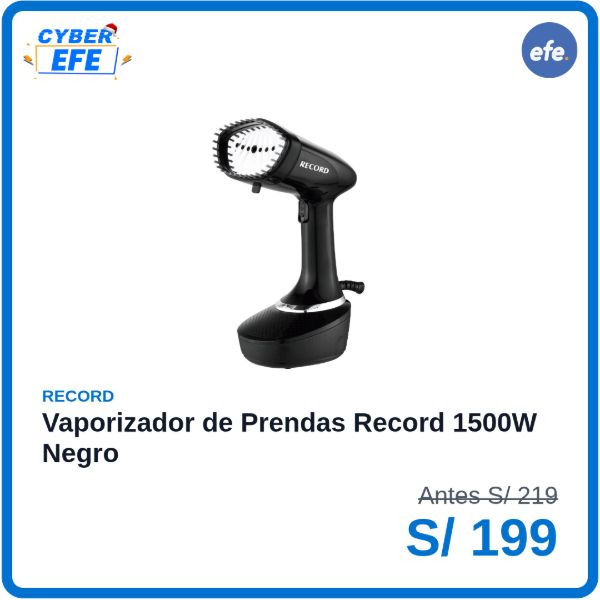 CYBER
EFE
efe.
RECORD
RECORD
Vaporizador de Prendas Record 1500W
Negro
Antes S/ 219
S/ 199